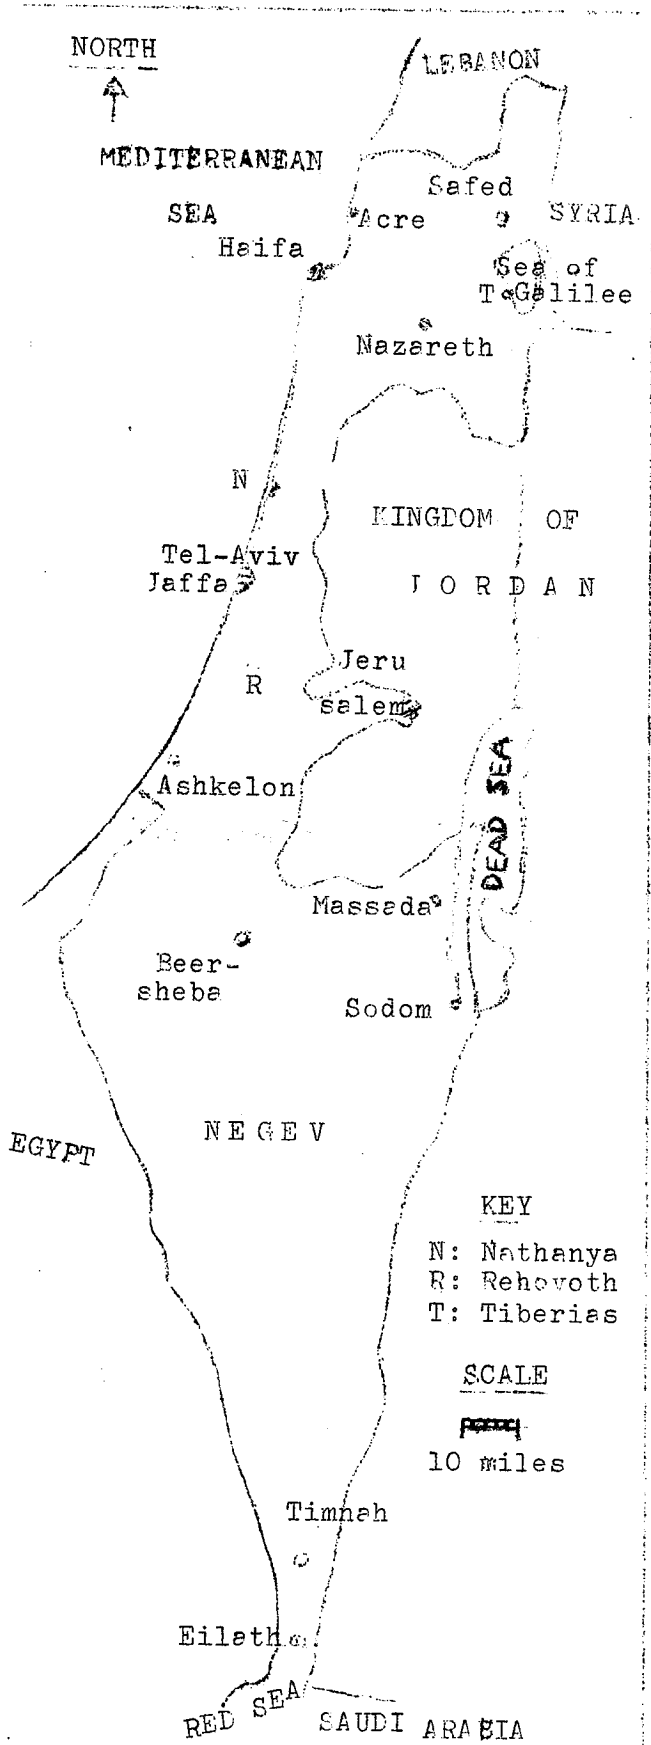 NORTH
LEBANON
MEDITERRANEAN
SEA
Safed
Acre
SYRIA
Haifa
Sea of
T Galilee
Nazareth
N
KINGDOM OF
JORDAN
Tel-Aviv
Jaffa
Jeru
salem
R
DEAD SEA
Ashkelon
Massada
Beer-
sheba
Sodom
NEGEV
EGYPT
KEY
N: Nathanya
R: Rehovoth
T: Tiberias
SCALE
10 miles
Timnah
Eilath
RED SEA
SAUDI ARABIA